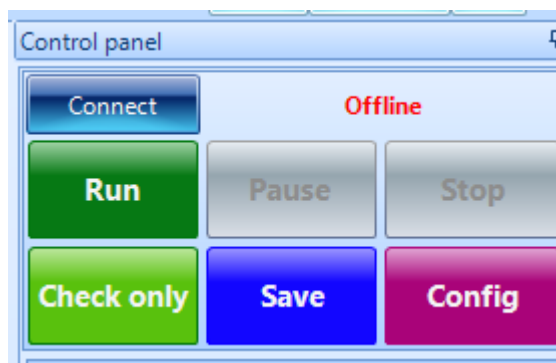 Control panel
Connect Offline
Run Pause Stop
Check only Save Config